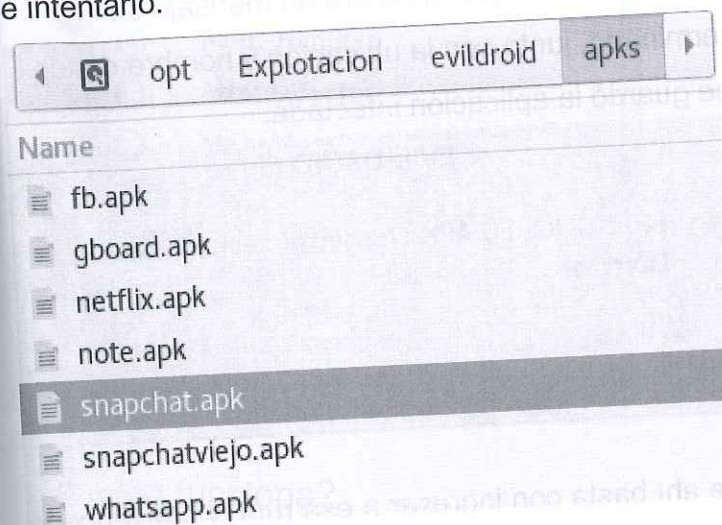 e intentarlo.
opt Explotacion evildroid apks
Name
fb.apk
gboard.apk
netflix.apk
note.apk
snapchat.apk
snapchatviejo.apk
whatsapp.apk